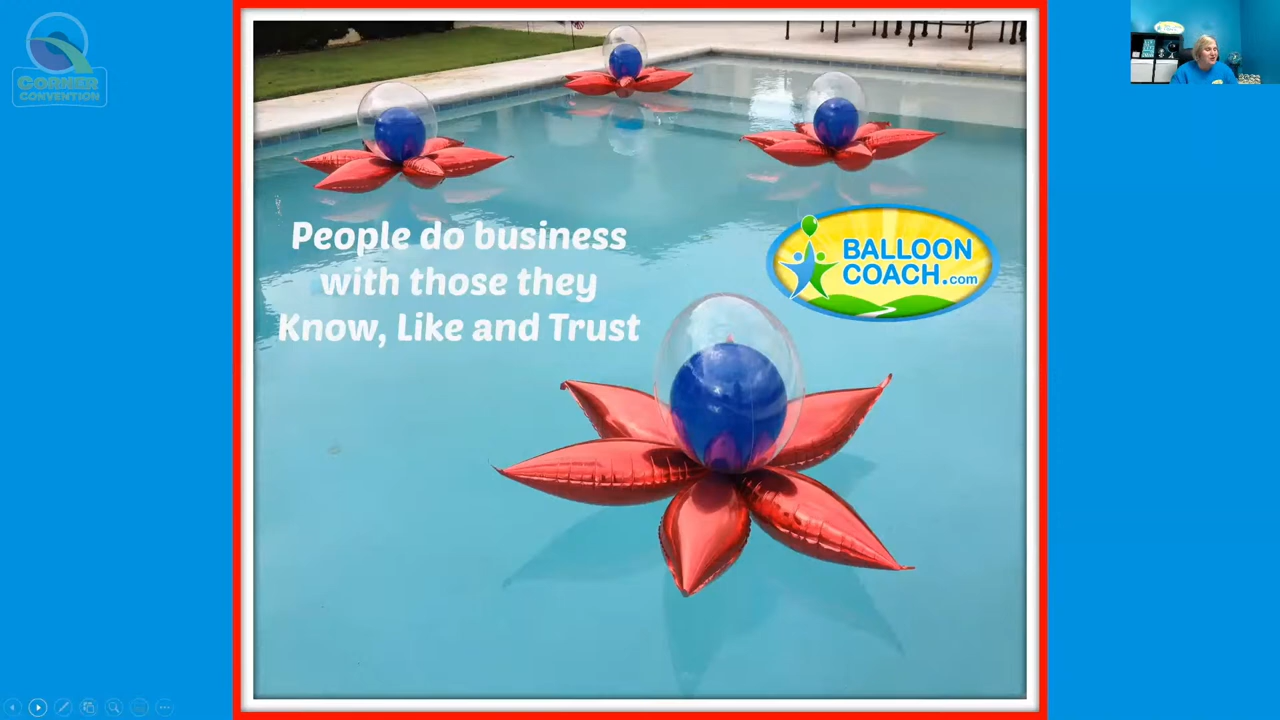 CORNER
CONVENTION
People do business
with those they
Know, Like and Trust
BALLOON
COACH.com